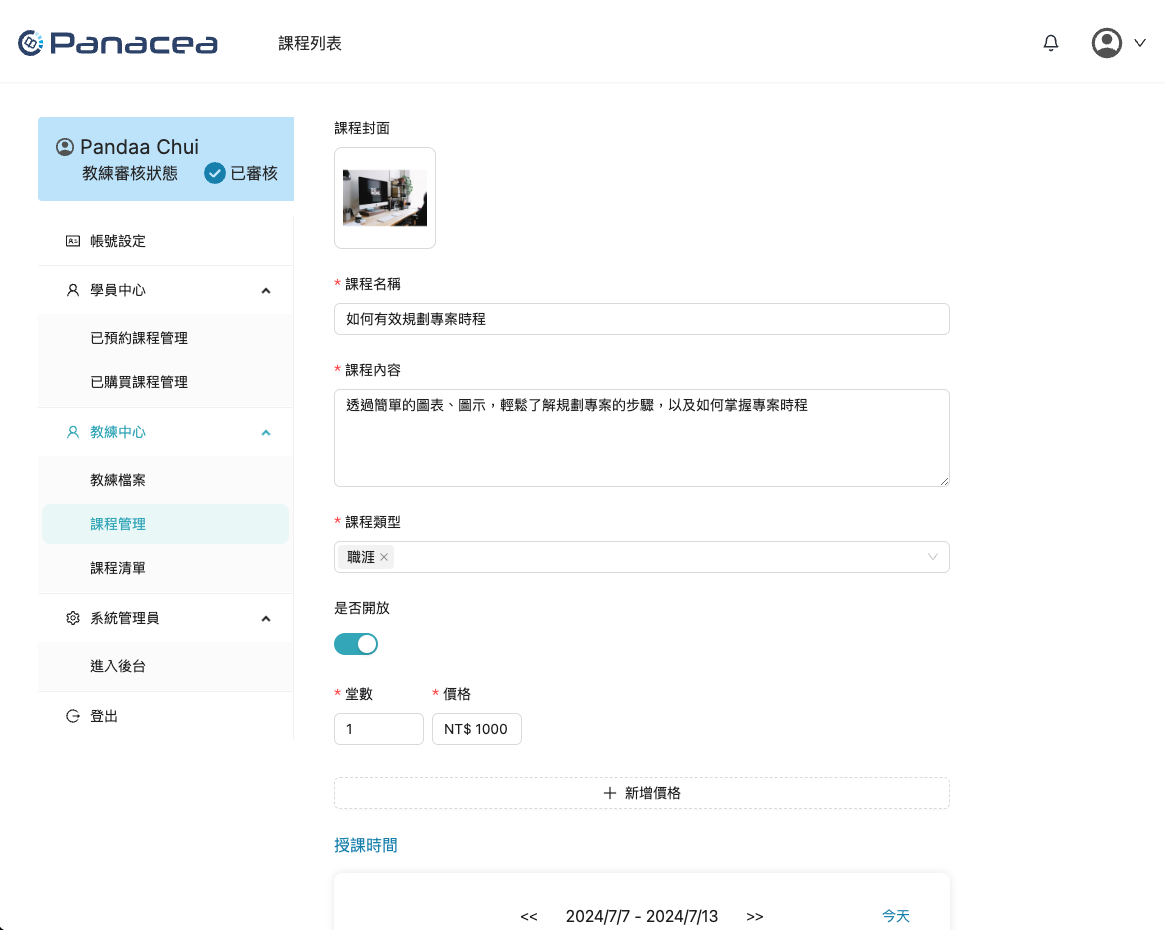 Panacea
課程列表
Pandaa Chui
教練審核狀態 已審核
帳號設定
學員中心
已預約課程管理
已購買課程管理
教練中心
教練檔案
課程管理
課程清單
系統管理員
進入後台
登出
課程封面
* 課程名稱
如何有效規劃專案時程
* 課程內容
透過簡單的圖表、圖示，輕鬆了解規劃專案的步驟，以及如何掌握專案時程
* 課程類型
職涯 ×
是否開放
* 堂數 * 價格
1 NT$ 1000
+ 新增價格
授課時間
<< 2024/7/7 - 2024/7/13 >> 今天